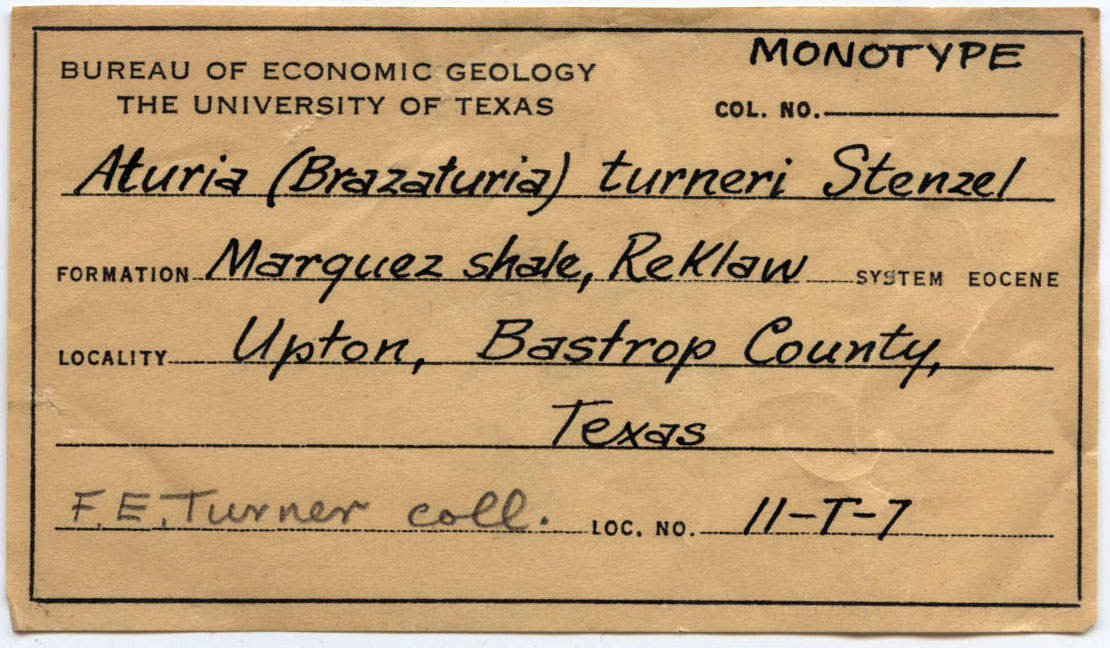 MONOTYPE
BUREAU OF ECONOMIC GEOLOGY
THE UNIVERSITY OF TEXAS
COL. NO.
Aturia (Brazaturia) turneri Stenzel
FORMATION Marquez shale, Reklaw SYSTEM EOCENE
LOCALITY Upton, Bastrop County,
Texas
F.E. Turner coll. LOC. NO. 11-T-7